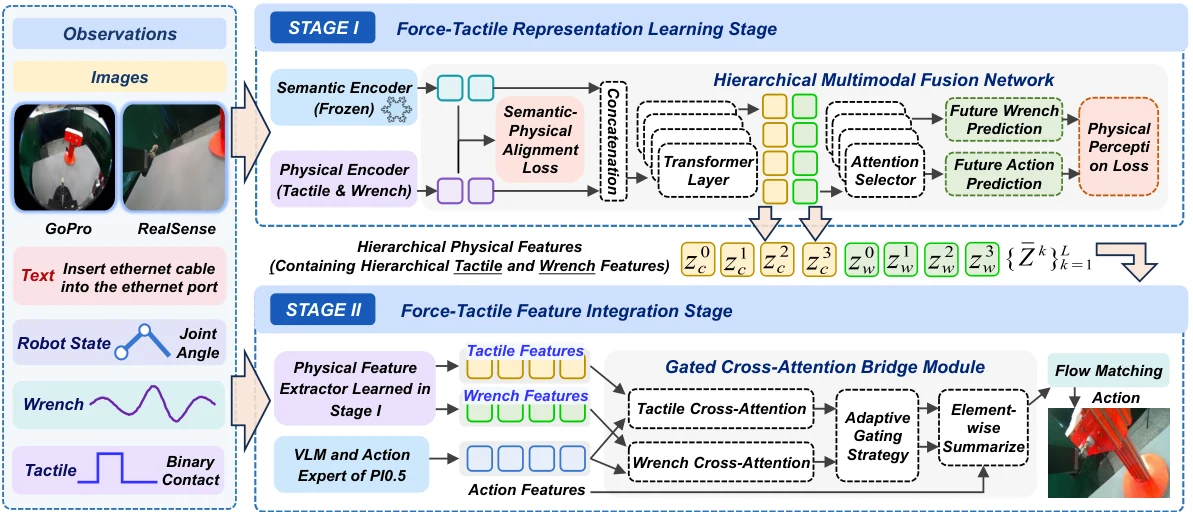 Observations
Images
GoPro
RealSense
Text
Insert ethernet cable
into the ethernet port
Robot State
Joint
Angle
Wrench
Tactile
Binary
Contact
STAGE I
Force-Tactile Representation Learning Stage
Semantic Encoder
(Frozen)
Physical Encoder
(Tactile & Wrench)
Semantic-
Physical
Alignment
Loss
Concatenation
Hierarchical Multimodal Fusion Network
Transformer
Layer
Attention
Selector
Future Wrench
Prediction
Future Action
Prediction
Physical
Percepti
on Loss
Hierarchical Physical Features
(Containing Hierarchical Tactile and Wrench Features)
z_c^0 z_c^1 z_c^2 z_c^3 z_w^0 z_w^1 z_w^2 z_w^3 { Z̄^k }_{k=1}^L
STAGE II
Force-Tactile Feature Integration Stage
Physical Feature
Extractor Learned in
Stage I
VLM and Action
Expert of PI0.5
Tactile Features
Wrench Features
Action Features
Gated Cross-Attention Bridge Module
Tactile Cross-Attention
Wrench Cross-Attention
Adaptive
Gating
Strategy
Element-
wise
Summarize
Flow Matching
Action